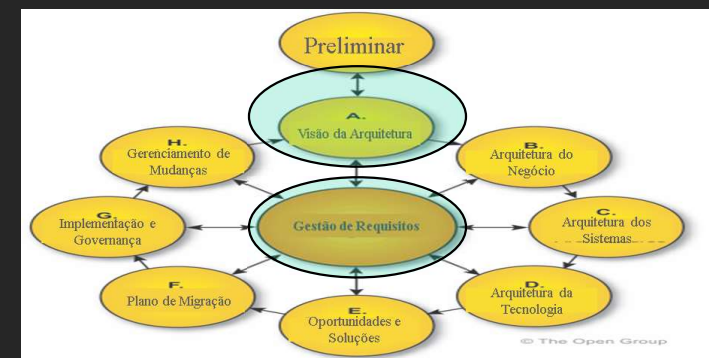 Preliminar
A.
Visão da Arquitetura
H.
Gerenciamento de
Mudanças
B.
Arquitetura do
Negócio
G.
Implementação e
Governança
Gestão de Requisitos
C.
Arquitetura dos
Sistemas
F.
Plano de Migração
D.
Arquitetura da
Tecnologia
E.
Oportunidades e
Soluções
© The Open Group